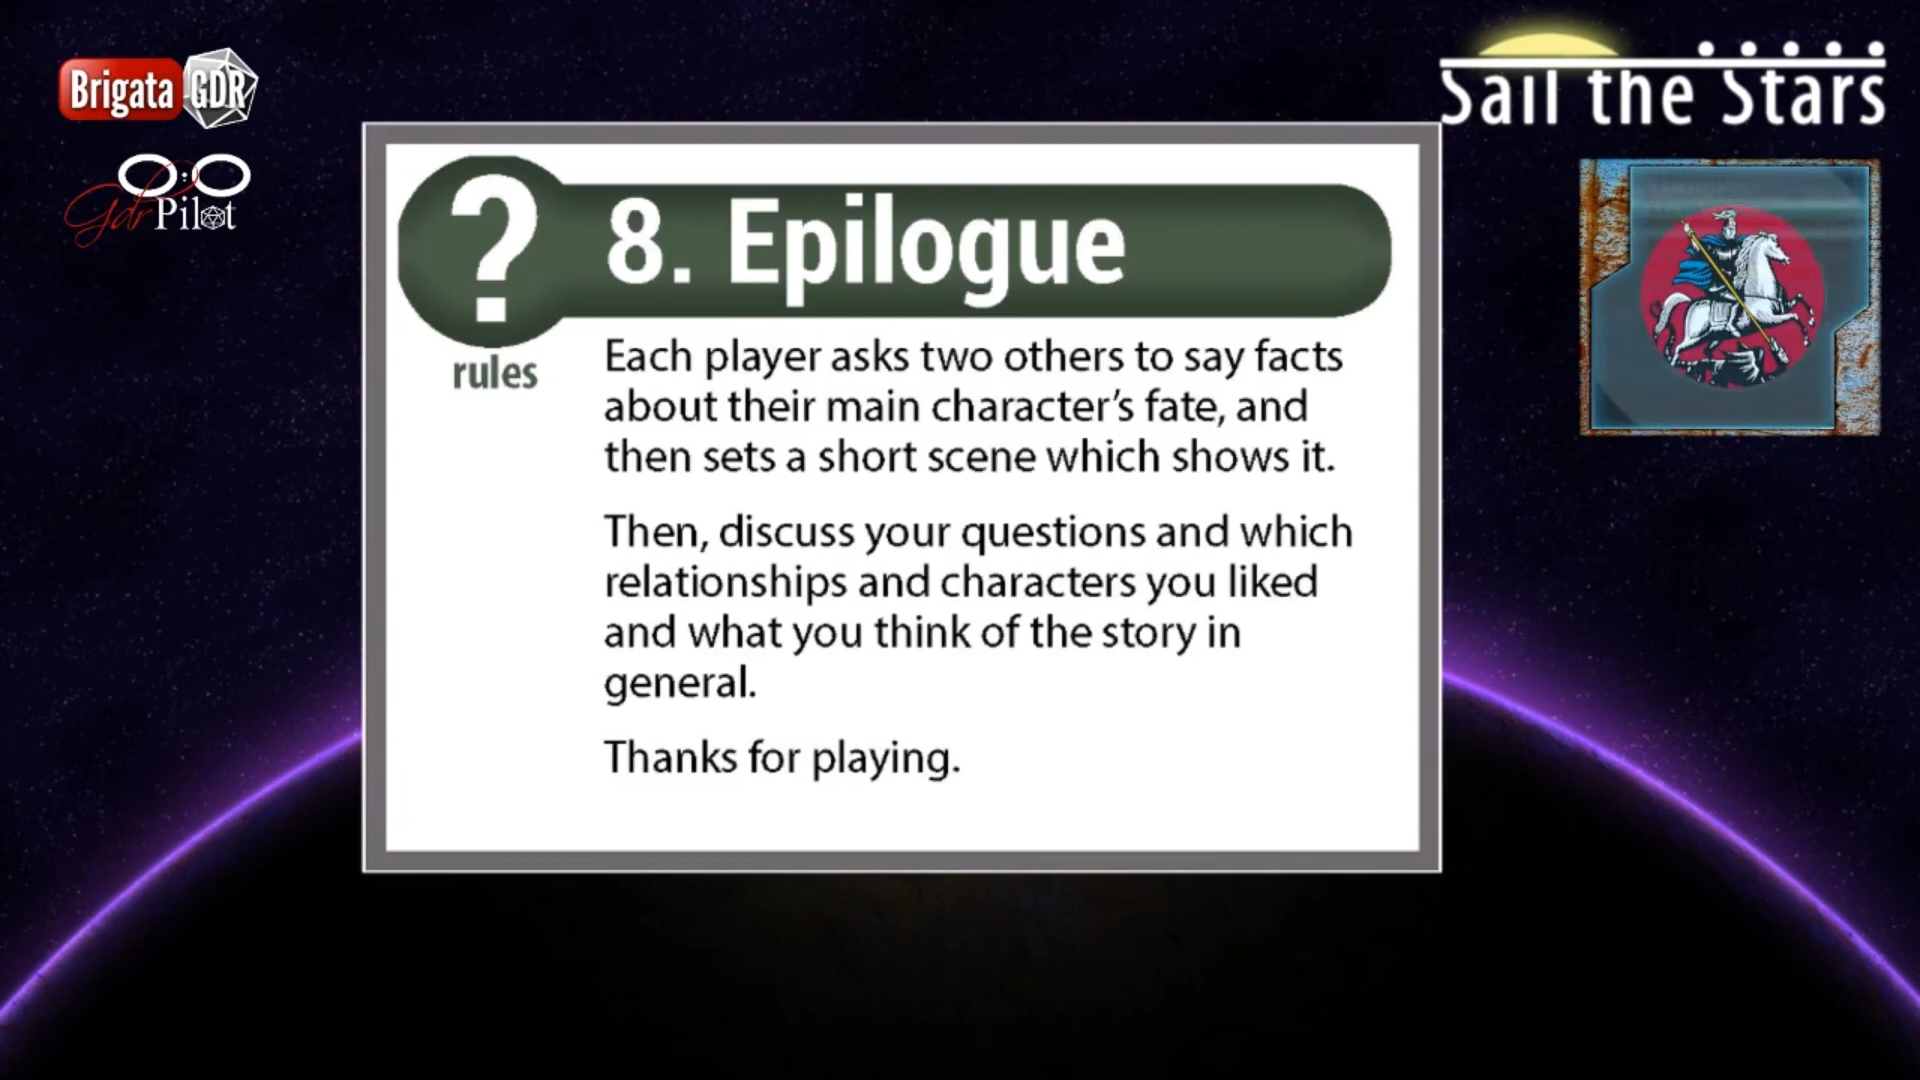 Brigata GDR
Sail the Stars
Gdr Pilot
? 8. Epilogue
rules
Each player asks two others to say facts
about their main character’s fate, and
then sets a short scene which shows it.
Then, discuss your questions and which
relationships and characters you liked
and what you think of the story in
general.
Thanks for playing.